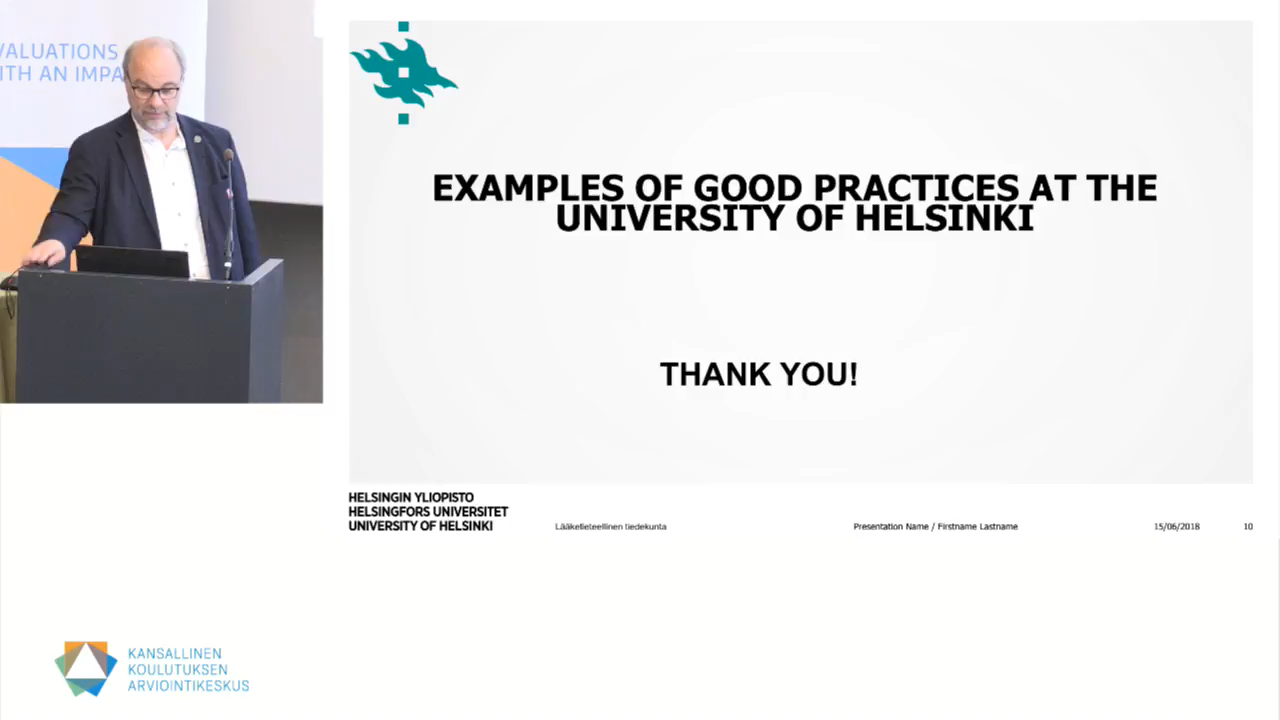 VALUATIONS
ITH AN IMPA
EXAMPLES OF GOOD PRACTICES AT THE
UNIVERSITY OF HELSINKI
THANK YOU!
HELSINGIN YLIOPISTO
HELSINGFORS UNIVERSITET
UNIVERSITY OF HELSINKI
Lääketieteellinen tiedekunta
Presentation Name / Firstname Lastname
15/06/2018
10
KANSALLINEN
KOULUTUKSEN
ARVIOINTIKESKUS